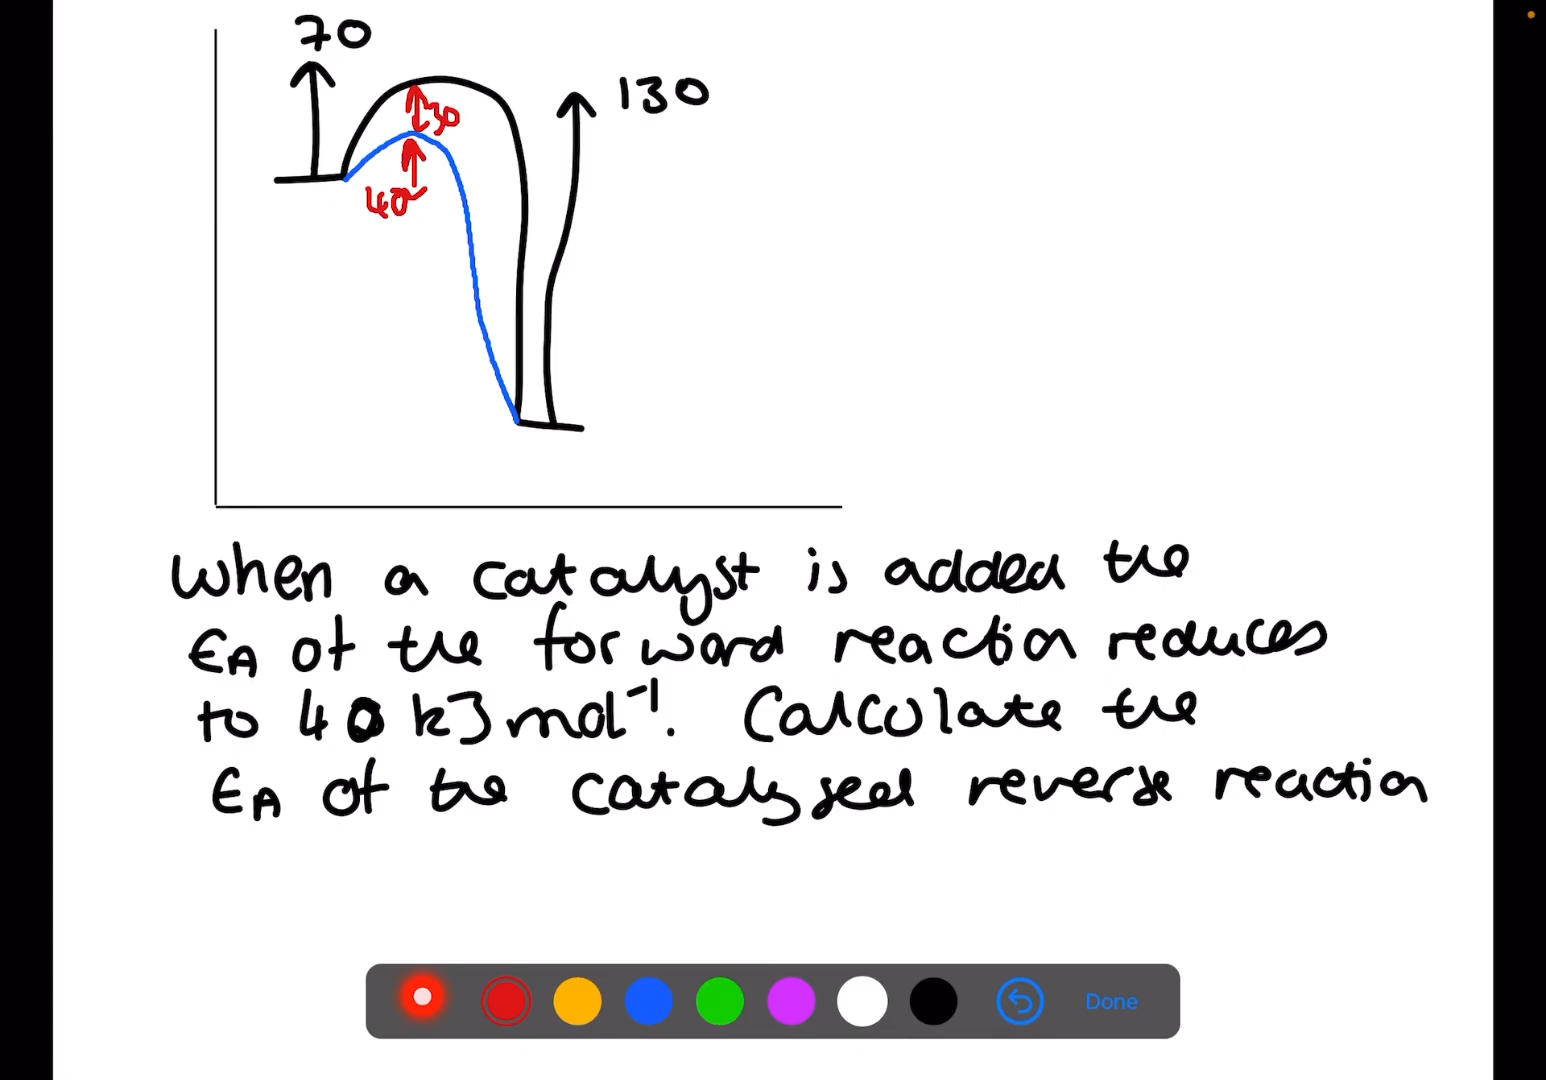 70
130
30
40
When a catalyst is added the
EA of the forward reaction reduces
to 40 kJ mol-1. Calculate the
EA of the catalysed reverse reaction
Done